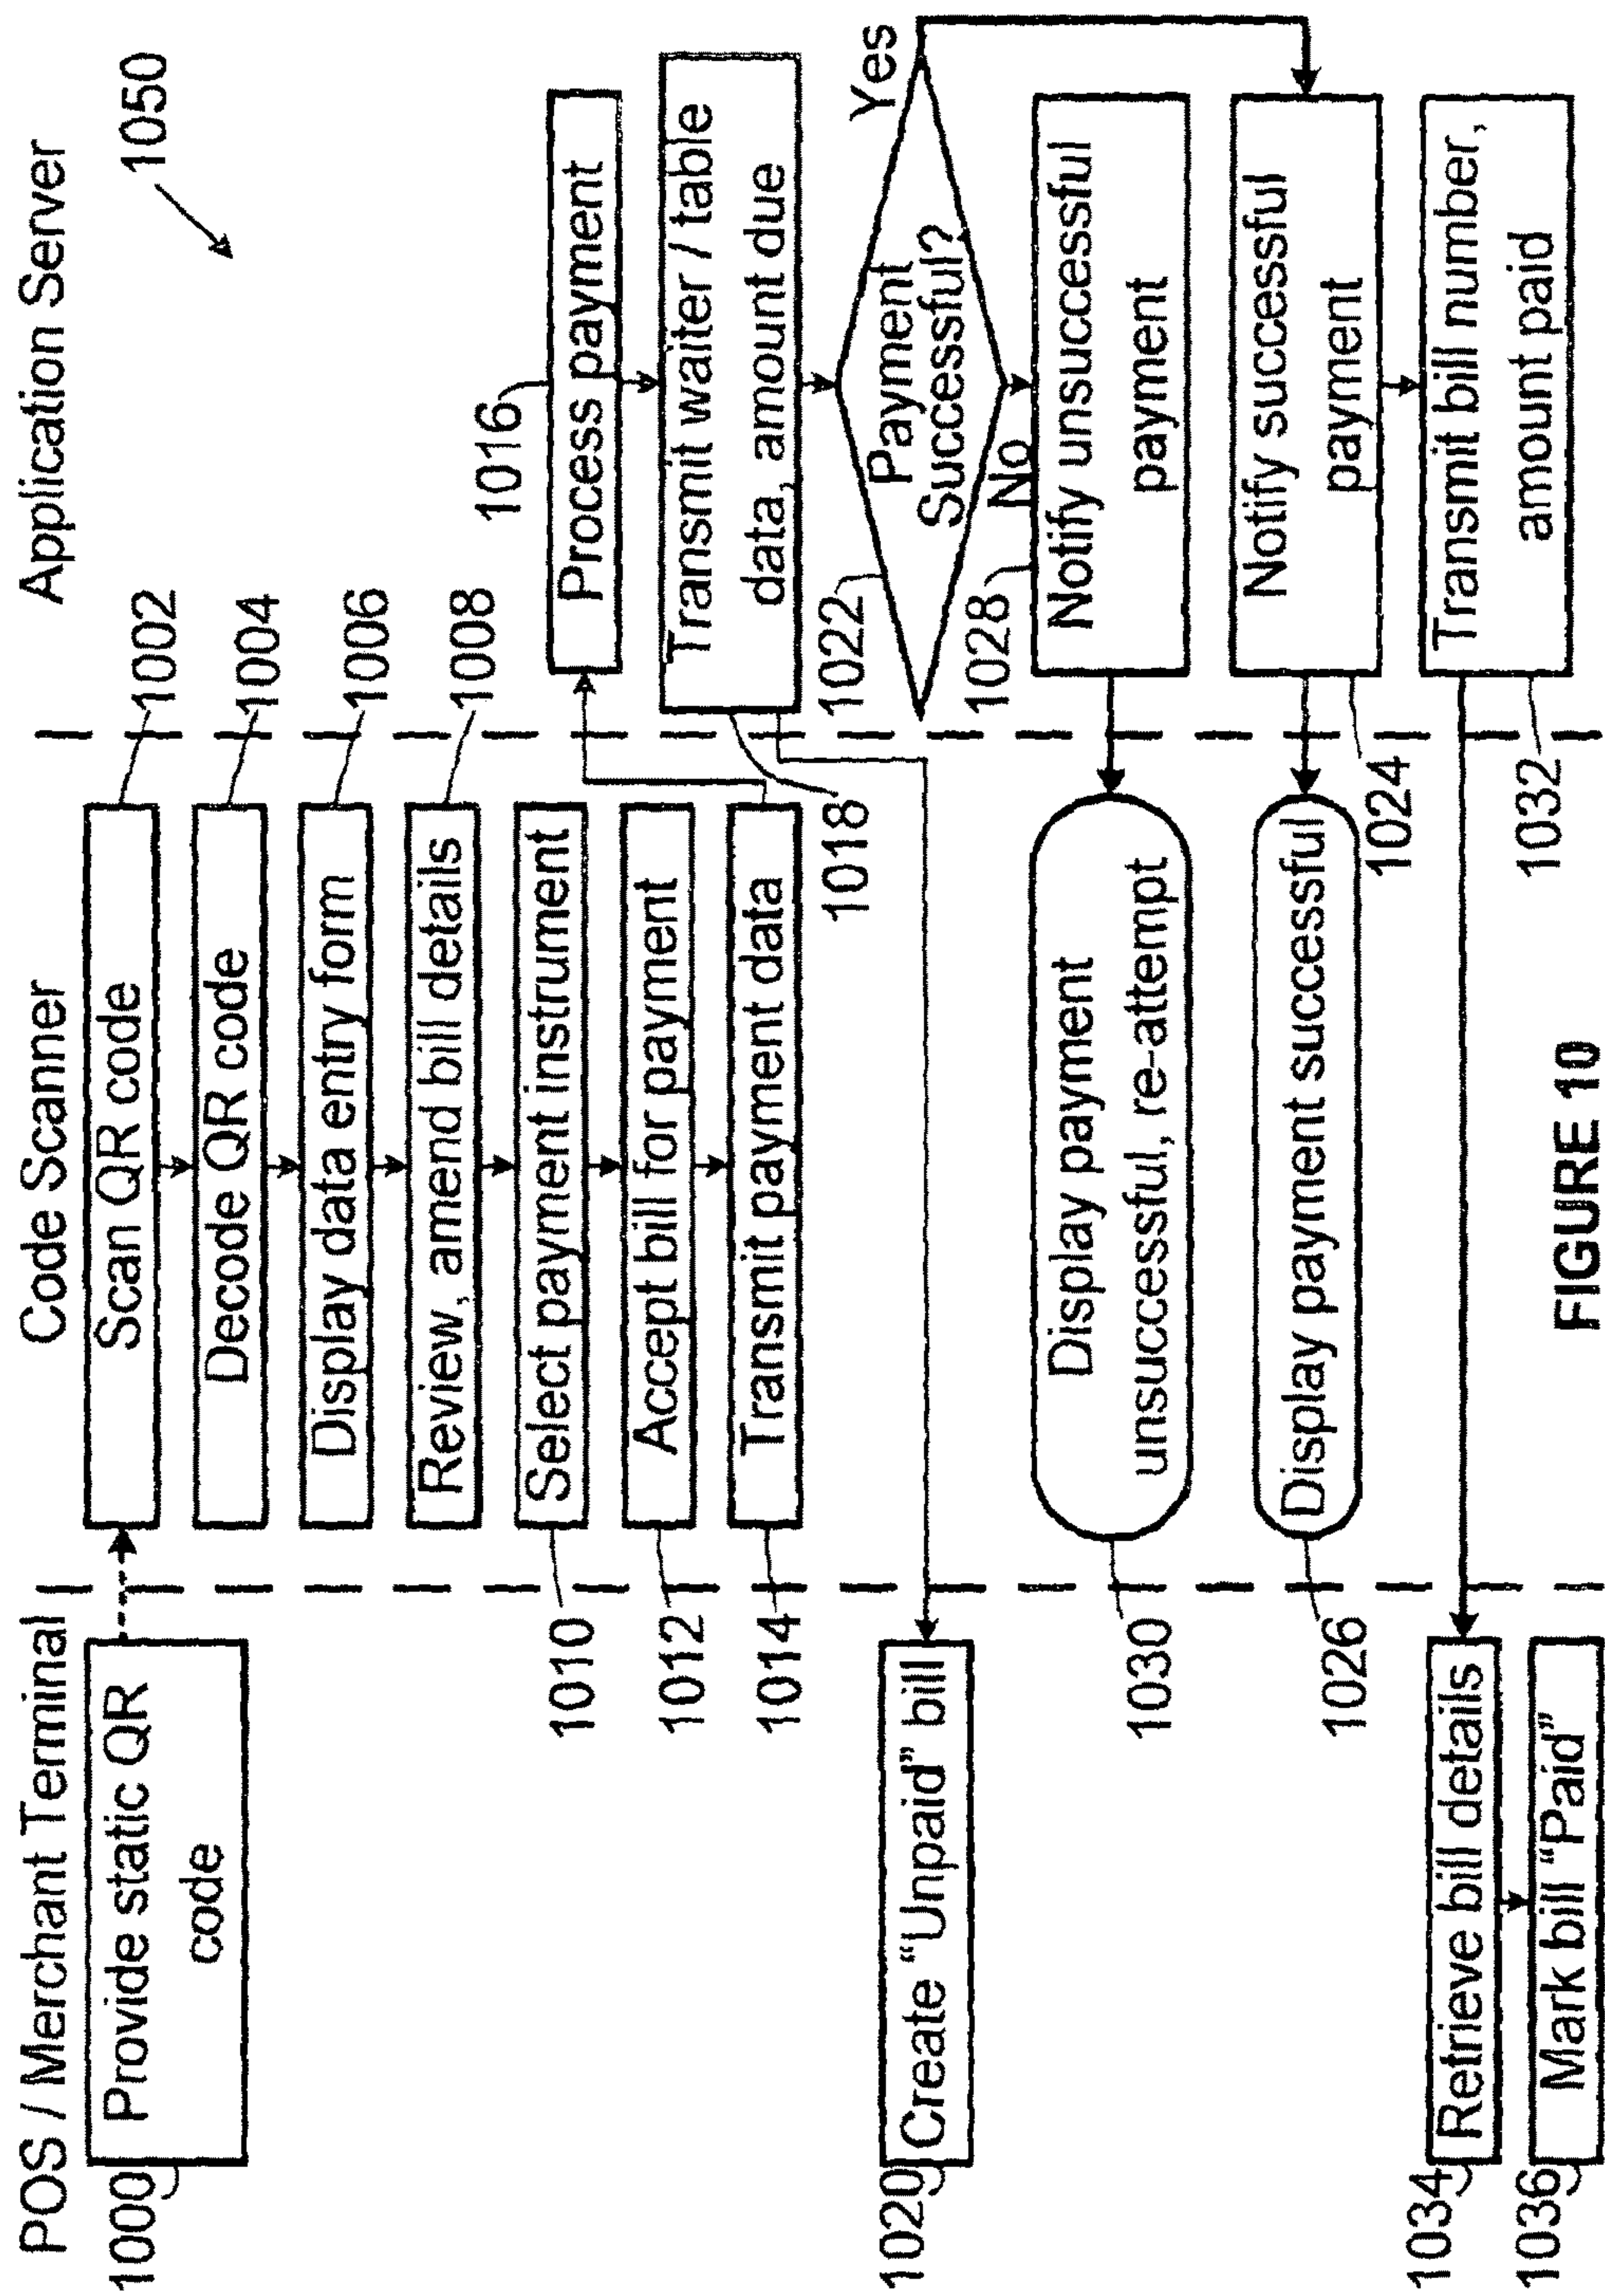 POS / Merchant Terminal
Code Scanner
Application Server
1050
1000
Provide static QR
code
Scan QR code
1002
Decode QR code
1004
Display data entry form
1006
Review, amend bill details
1008
1010
Select payment instrument
1012
Accept bill for payment
1014
Transmit payment data
1016
Process payment
Transmit waiter / table
data, amount due
1018
1020
Create “Unpaid” bill
1022
Payment
Successful?
Yes
No
1028
Notify unsuccessful
payment
Display payment
unsuccessful, re-attempt
1030
Notify successful
payment
1024
Display payment successful
1026
Transmit bill number,
amount paid
1032
1034
Retrieve bill details
1036
Mark bill “Paid”
FIGURE 10